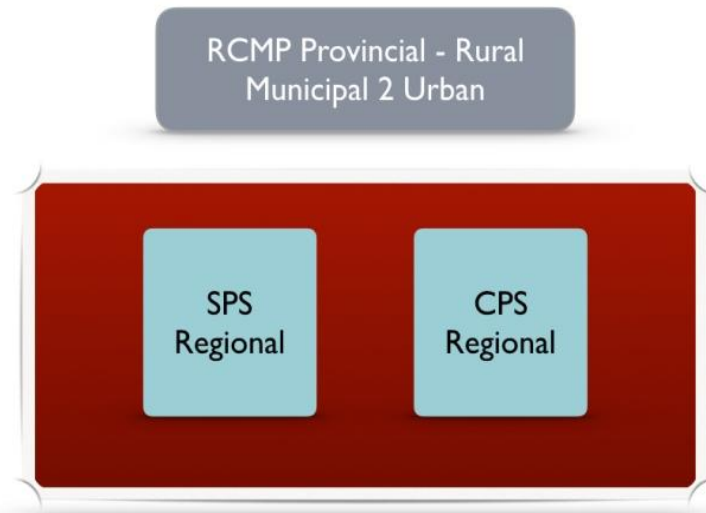 RCMP Provincial - Rural
Municipal 2 Urban
SPS
Regional
CPS
Regional